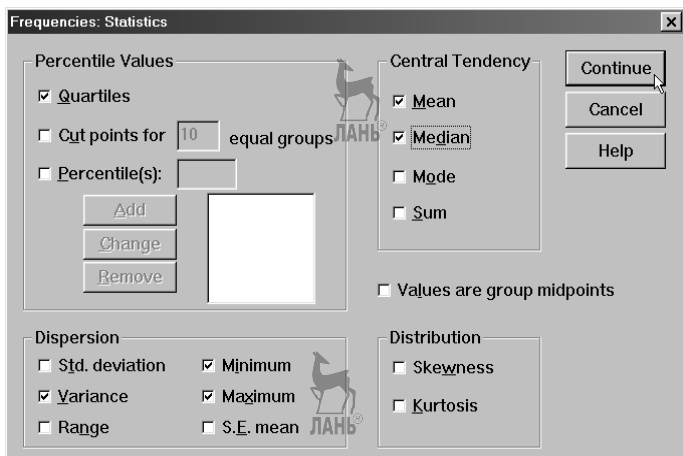 Frequencies: Statistics
Percentile Values
Quartiles
Cut points for 10 equal groups
Percentile(s):
Add
Change
Remove
Central Tendency
Mean
Median
Mode
Sum
Continue
Cancel
Help
Values are group midpoints
Dispersion
Std. deviation
Variance
Range
Minimum
Maximum
S.E. mean
Distribution
Skewness
Kurtosis
ЛАНЬ®
ЛАНЬ®